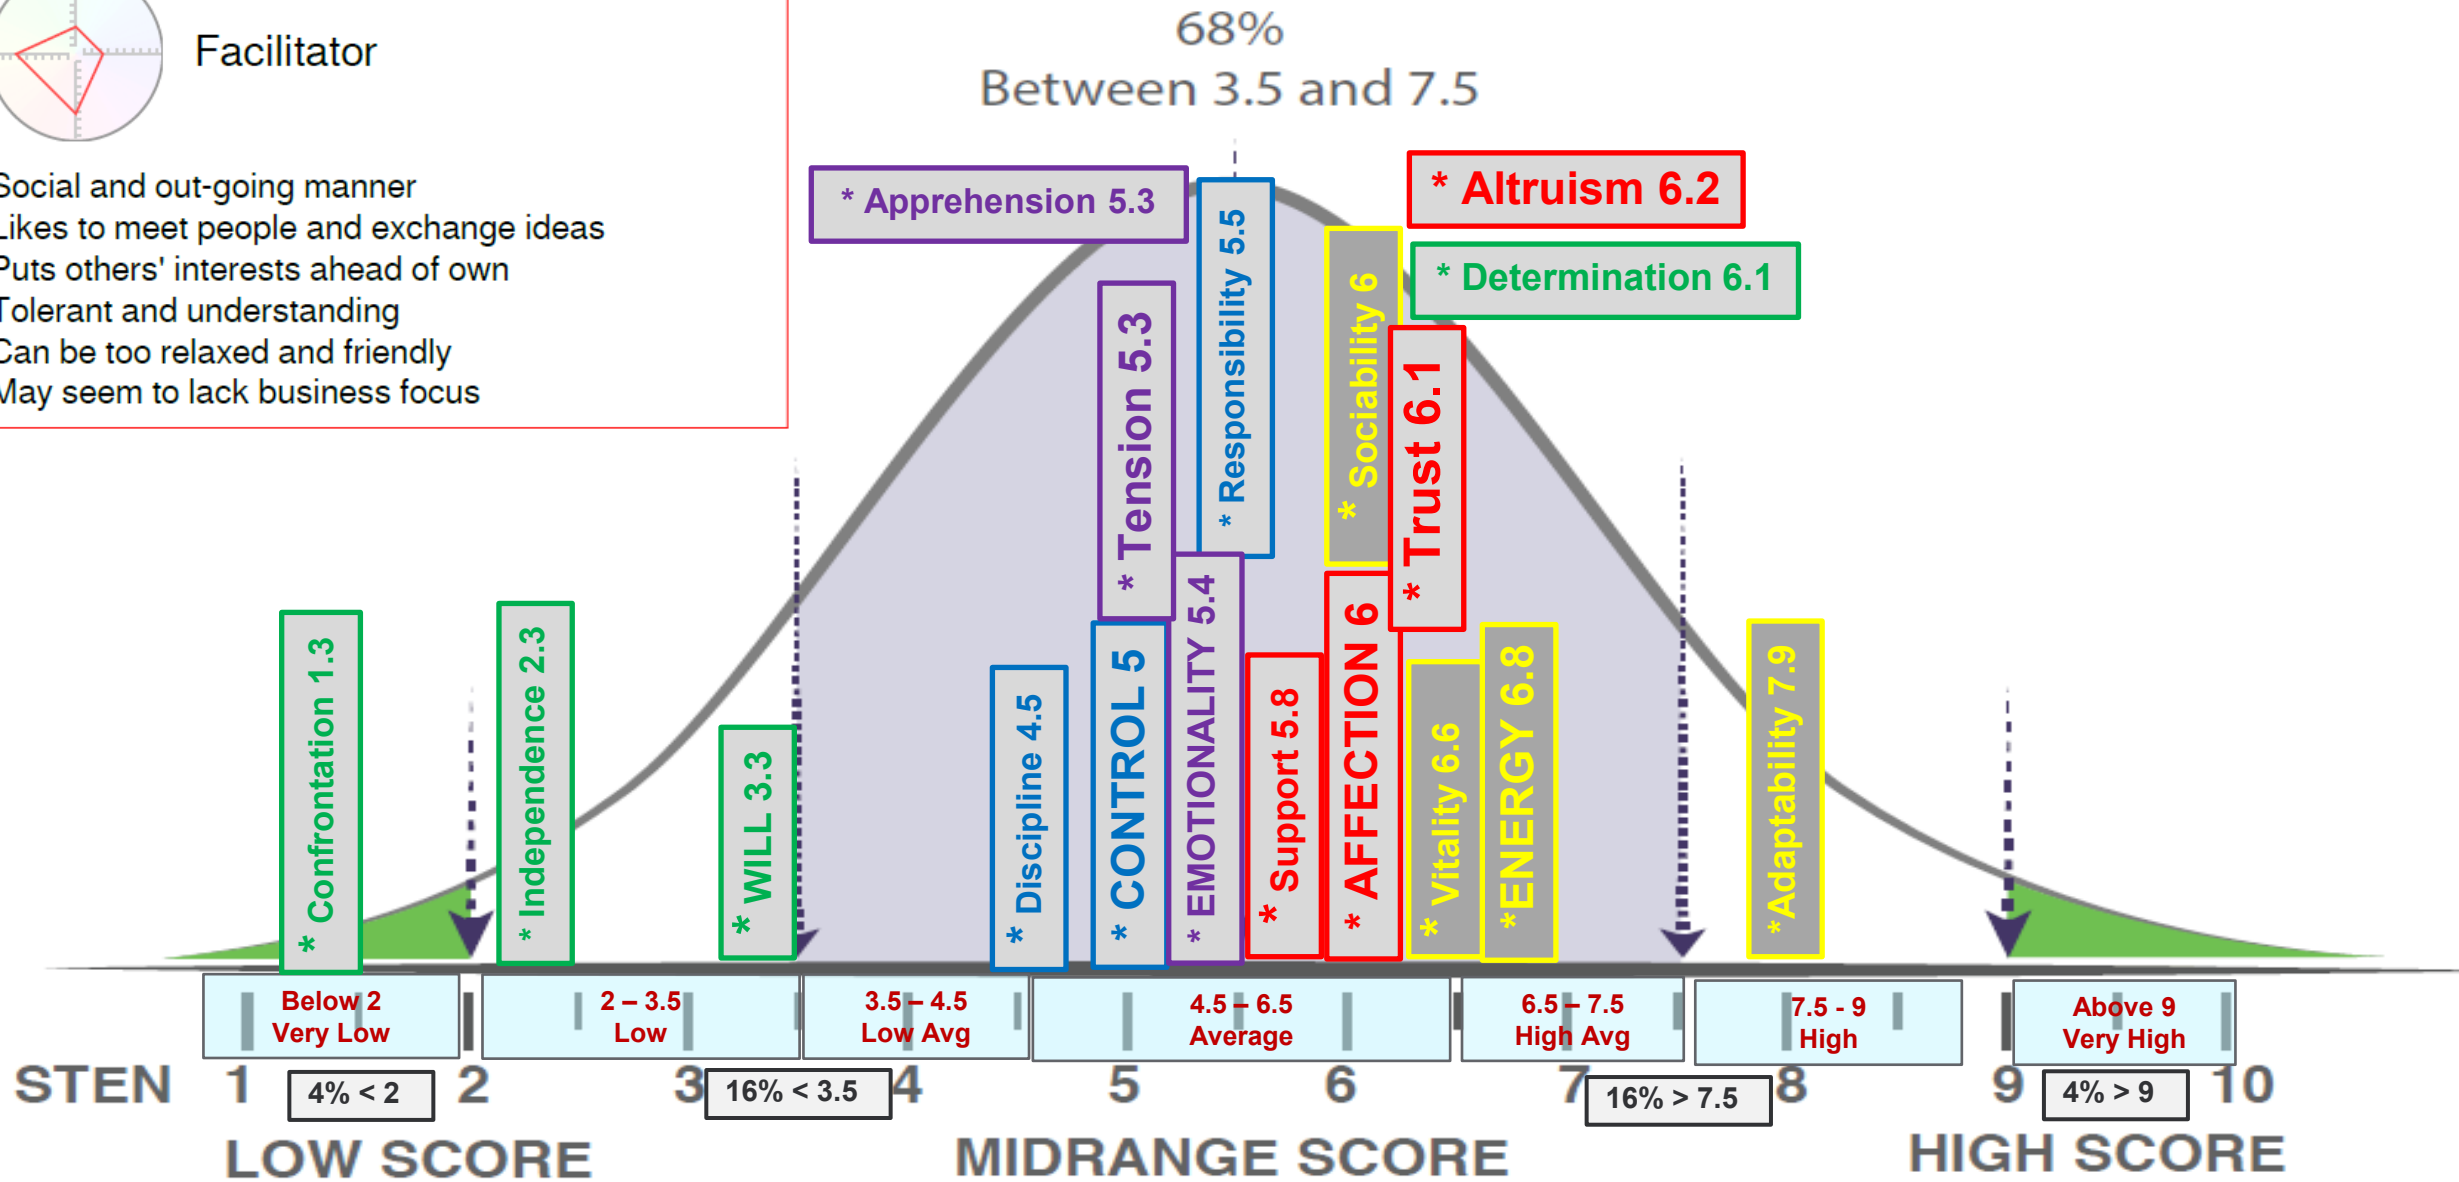 Facilitator
Social and out-going manner
Likes to meet people and exchange ideas
Puts others' interests ahead of own
Tolerant and understanding
Can be too relaxed and friendly
May seem to lack business focus
68%
Between 3.5 and 7.5
* Apprehension 5.3
* Altruism 6.2
* Determination 6.1
* Confrontation 1.3
* Independence 2.3
* WILL 3.3
* Discipline 4.5
* CONTROL 5
* Tension 5.3
* EMOTIONALITY 5.4
* Responsibility 5.5
* Support 5.8
* AFFECTION 6
* Sociability 6
* Trust 6.1
* Vitality 6.6
*ENERGY 6.8
*Adaptability 7.9
Below 2
Very Low
2 – 3.5
Low
3.5 – 4.5
Low Avg
4.5 – 6.5
Average
6.5 – 7.5
High Avg
7.5 - 9
High
Above 9
Very High
STEN 1 2 3 4 5 6 7 8 9 10
4% < 2
16% < 3.5
16% > 7.5
4% > 9
LOW SCORE
MIDRANGE SCORE
HIGH SCORE